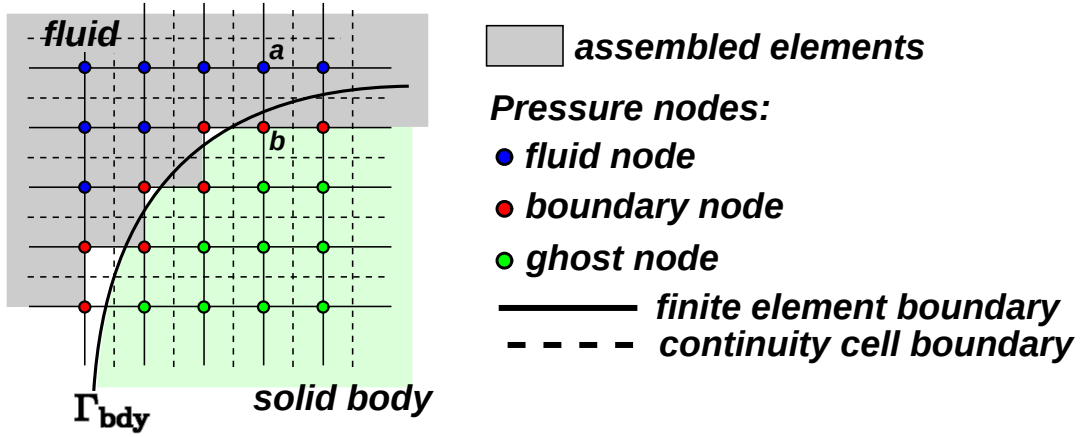 fluid
a
b
solid body
Γbdy
assembled elements
Pressure nodes:
fluid node
boundary node
ghost node
finite element boundary
continuity cell boundary